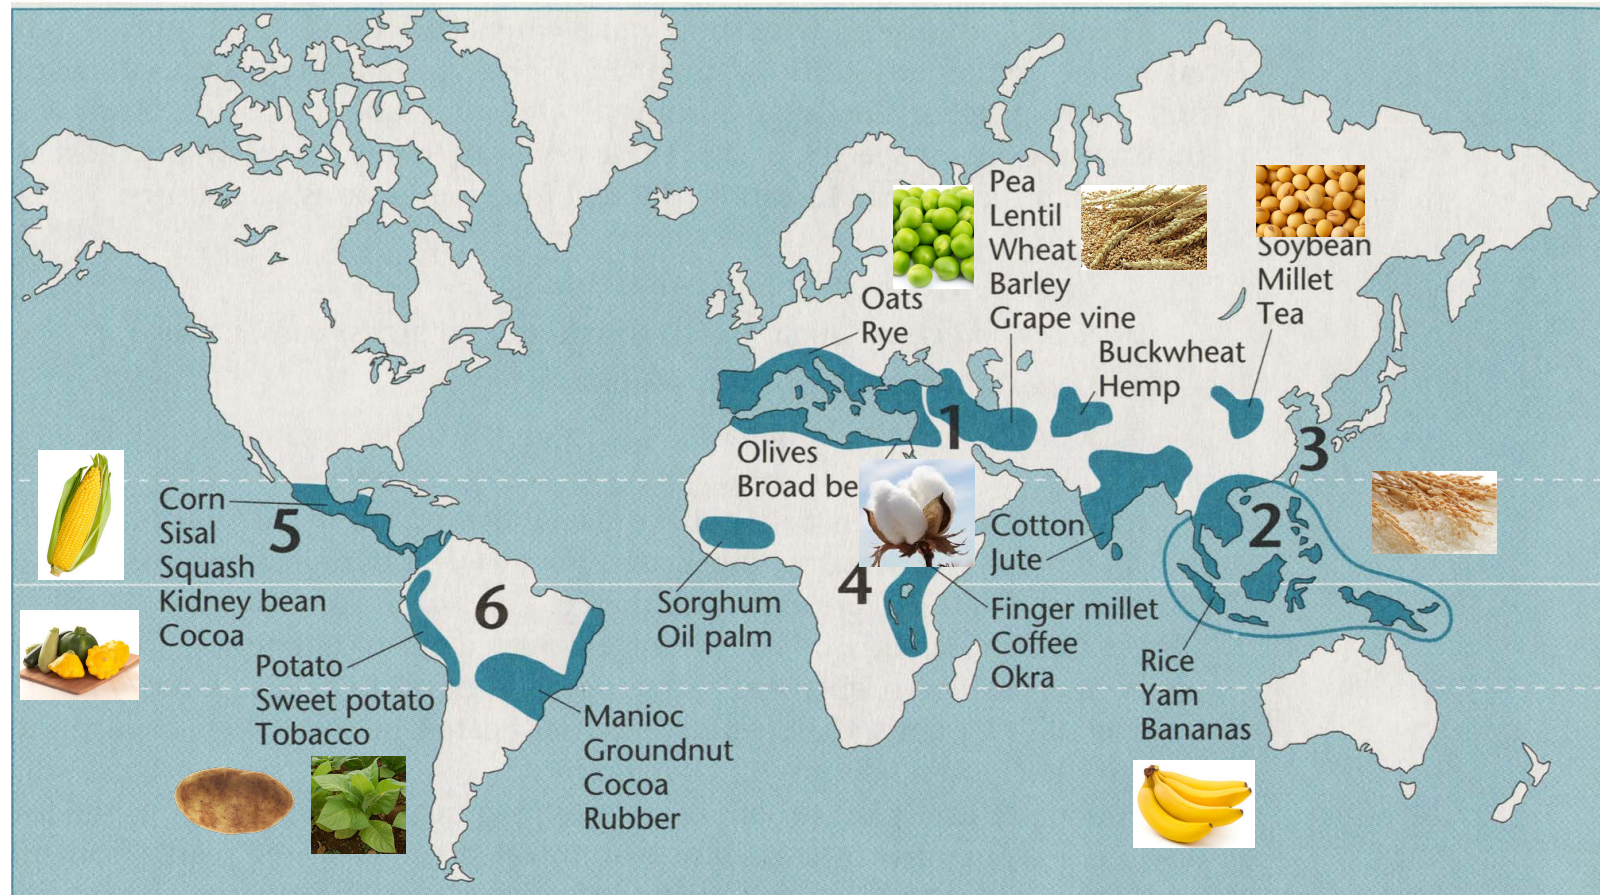 Pea
Lentil
Wheat
Barley
Grape vine
Soybean
Millet
Tea
Oats
Rye
Buckwheat
Hemp
1
Olives
Broad be
3
2
Corn
Sisal
Squash
Kidney bean
Cocoa
5
6
4
Cotton
Jute
Sorghum
Oil palm
Finger millet
Coffee
Okra
Rice
Yam
Bananas
Potato
Sweet potato
Tobacco
Manioc
Groundnut
Cocoa
Rubber